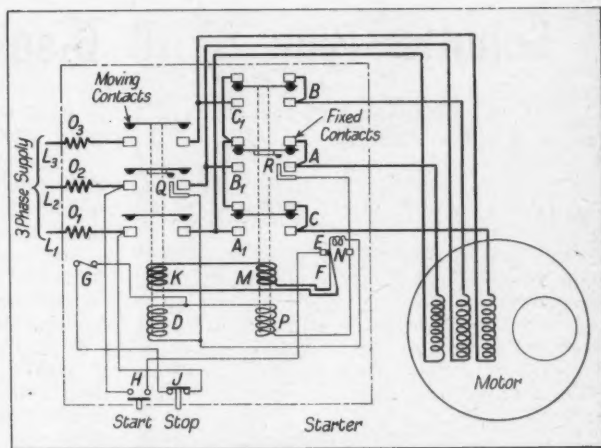 Moving
Contacts
B
C1
Fixed
Contacts
O3
L3
3 Phase Supply
O2
L2
O1
L1
Q
R
A
B1
C
A1
E
N
F
G
K
M
D
P
H
J
Start
Stop
Starter
Motor